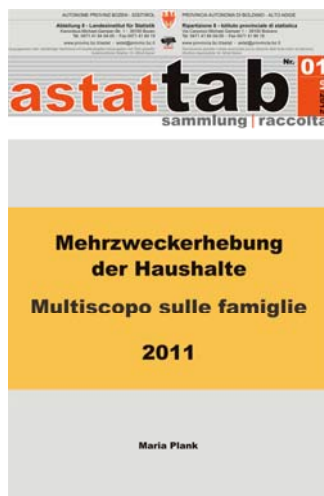 AUTONOME PROVINZ BOZEN - SÜDTIROL
PROVINCIA AUTONOMA DI BOLZANO - ALTO ADIGE
Abteilung 8 - Landesinstitut für Statistik
Ripartizione 8 - Istituto provinciale di statistica
Nr. 01
astattab
sammlung | raccolta
Mehrzweckerhebung
der Haushalte
Multiscopo sulle famiglie
2011
Maria Plank